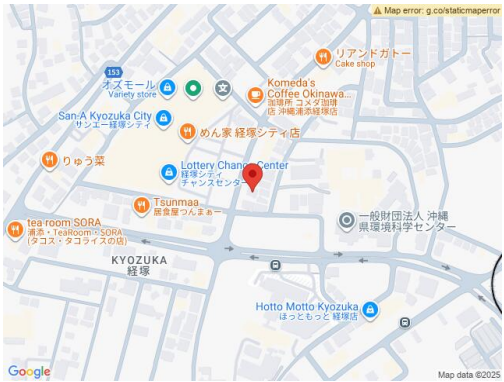 Map error: g.co/staticmaperror
リアンドガトー
Cake shop
153
オズモール
Variety store
文
Komeda's
Coffee Okinawa...
珈琲所 コメダ珈琲
店 沖縄浦添経塚店
San-A Kyozuka City
サンエー経塚シティ
めん家 経塚シティ店
りゅう菜
Lottery Chance Center
経塚シティ
チャンスセンター
Tsunmaa
居食屋つんまぁー
tea room SORA
浦添・TeaRoom・SORA
(タコス・タコライスの店)
一般財団法人 沖縄
県環境科学センター
KYOZUKA
経塚
Hotto Motto Kyozuka
ほっともっと 経塚店
Google
Map data ©2025